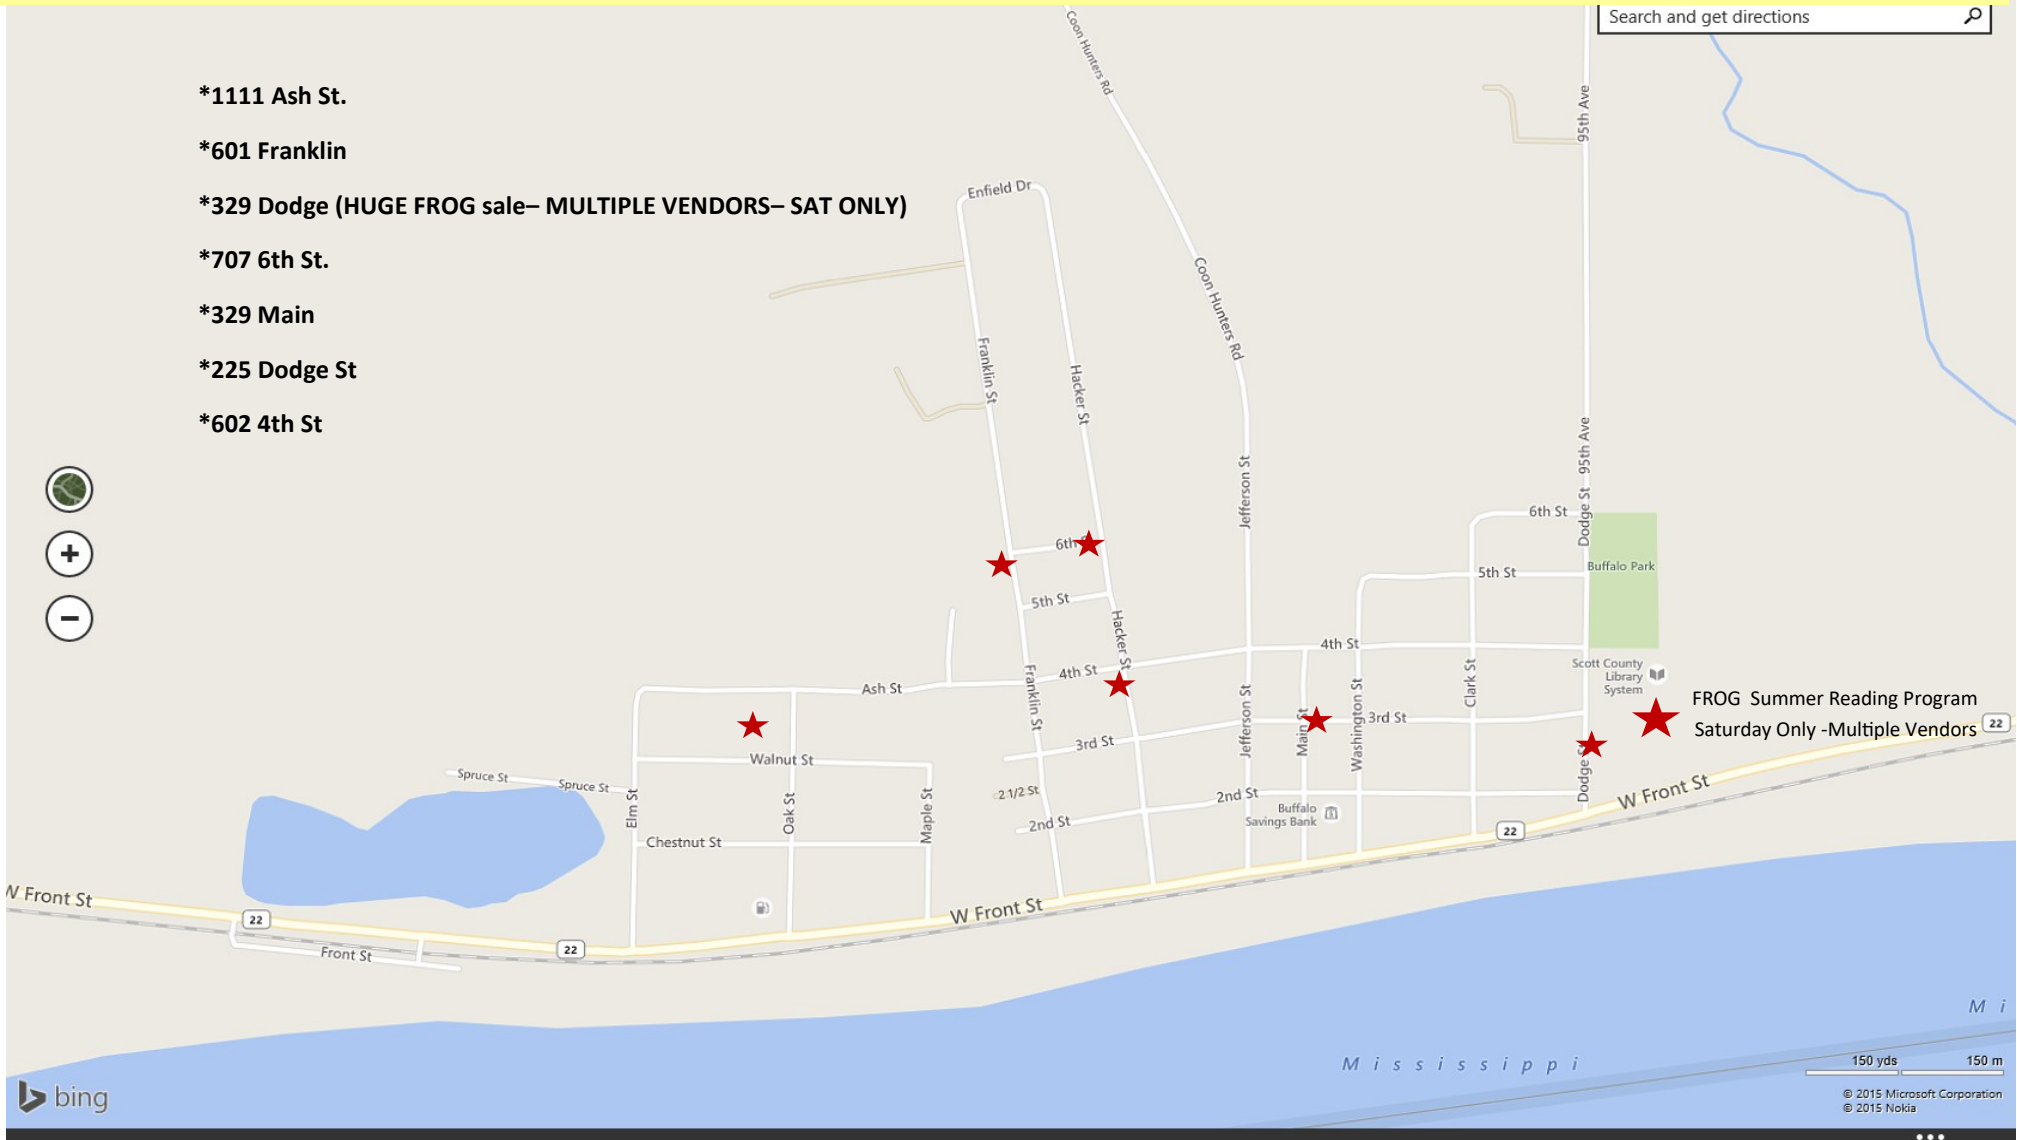 Search and get directions
*1111 Ash St.
*601 Franklin
*329 Dodge (HUGE FROG sale– MULTIPLE VENDORS– SAT ONLY)
*707 6th St.
*329 Main
*225 Dodge St
*602 4th St
Coon Hunters Rd
95th Ave
Enfield Dr
Coon Hunters Rd
Franklin St
Hacker St
Jefferson St
95th Ave
Dodge St
6th St
6th
5th St
Buffalo Park
5th St
Hacker St
4th St
4th St
Ash St
Franklin St
Jefferson St
Main St
Washington St
Clark St
Scott County
Library
System
FROG Summer Reading Program
Saturday Only -Multiple Vendors
22
3rd St
3rd St
Walnut St
Spruce St
Spruce St
Elm St
Oak St
Maple St
2 1/2 St
2nd St
2nd St
Buffalo
Savings Bank
Dodge St
W Front St
22
Chestnut St
W Front St
22
W Front St
22
Front St
Mi
Mississippi
150 yds 150 m
bing
© 2015 Microsoft Corporation
© 2015 Nokia